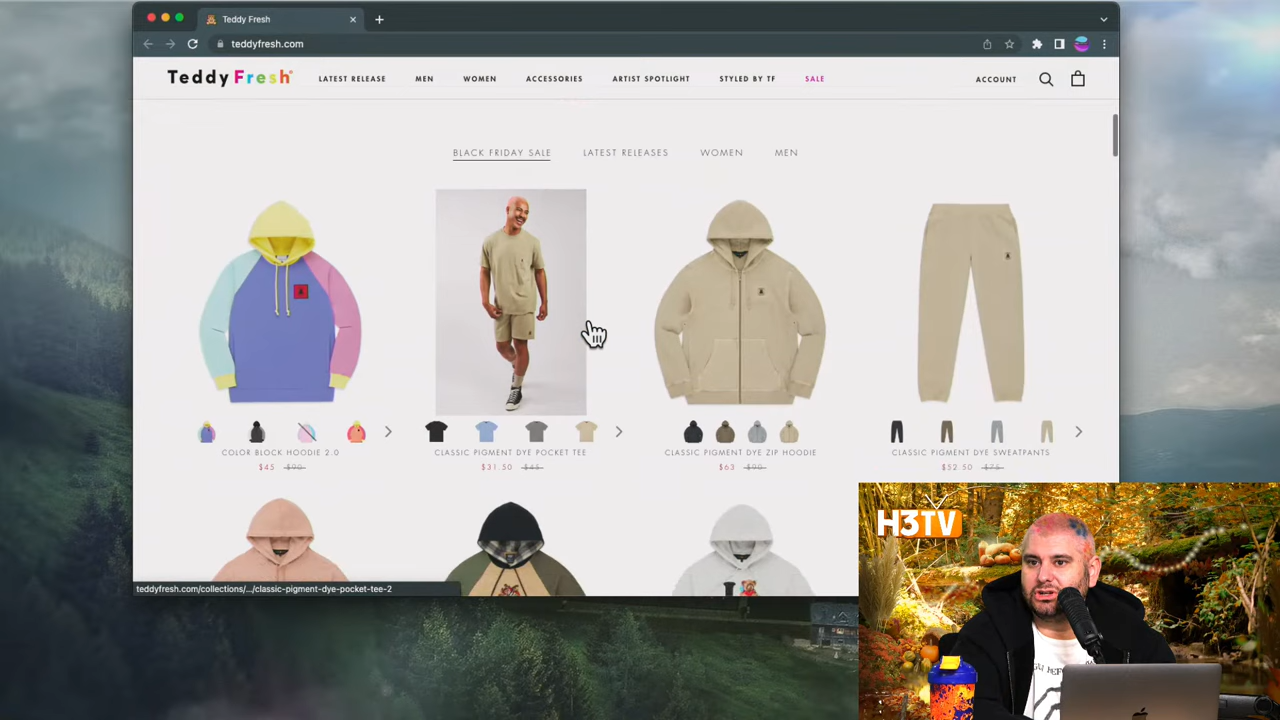 Teddy Fresh
teddyfresh.com
Teddy Fresh
LATEST RELEASE
MEN
WOMEN
ACCESSORIES
ARTIST SPOTLIGHT
STYLED BY TF
SALE
ACCOUNT
BLACK FRIDAY SALE
LATEST RELEASES
WOMEN
MEN
COLOR BLOCK HOODIE 2.0
$45 $90
CLASSIC PIGMENT DYE POCKET TEE
$31.50 $45
CLASSIC PIGMENT DYE ZIP HOODIE
$63 $90
CLASSIC PIGMENT DYE SWEATPANTS
$52.50 $75
teddyfresh.com/collections/.../classic-pigment-dye-pocket-tee-2
H3TV